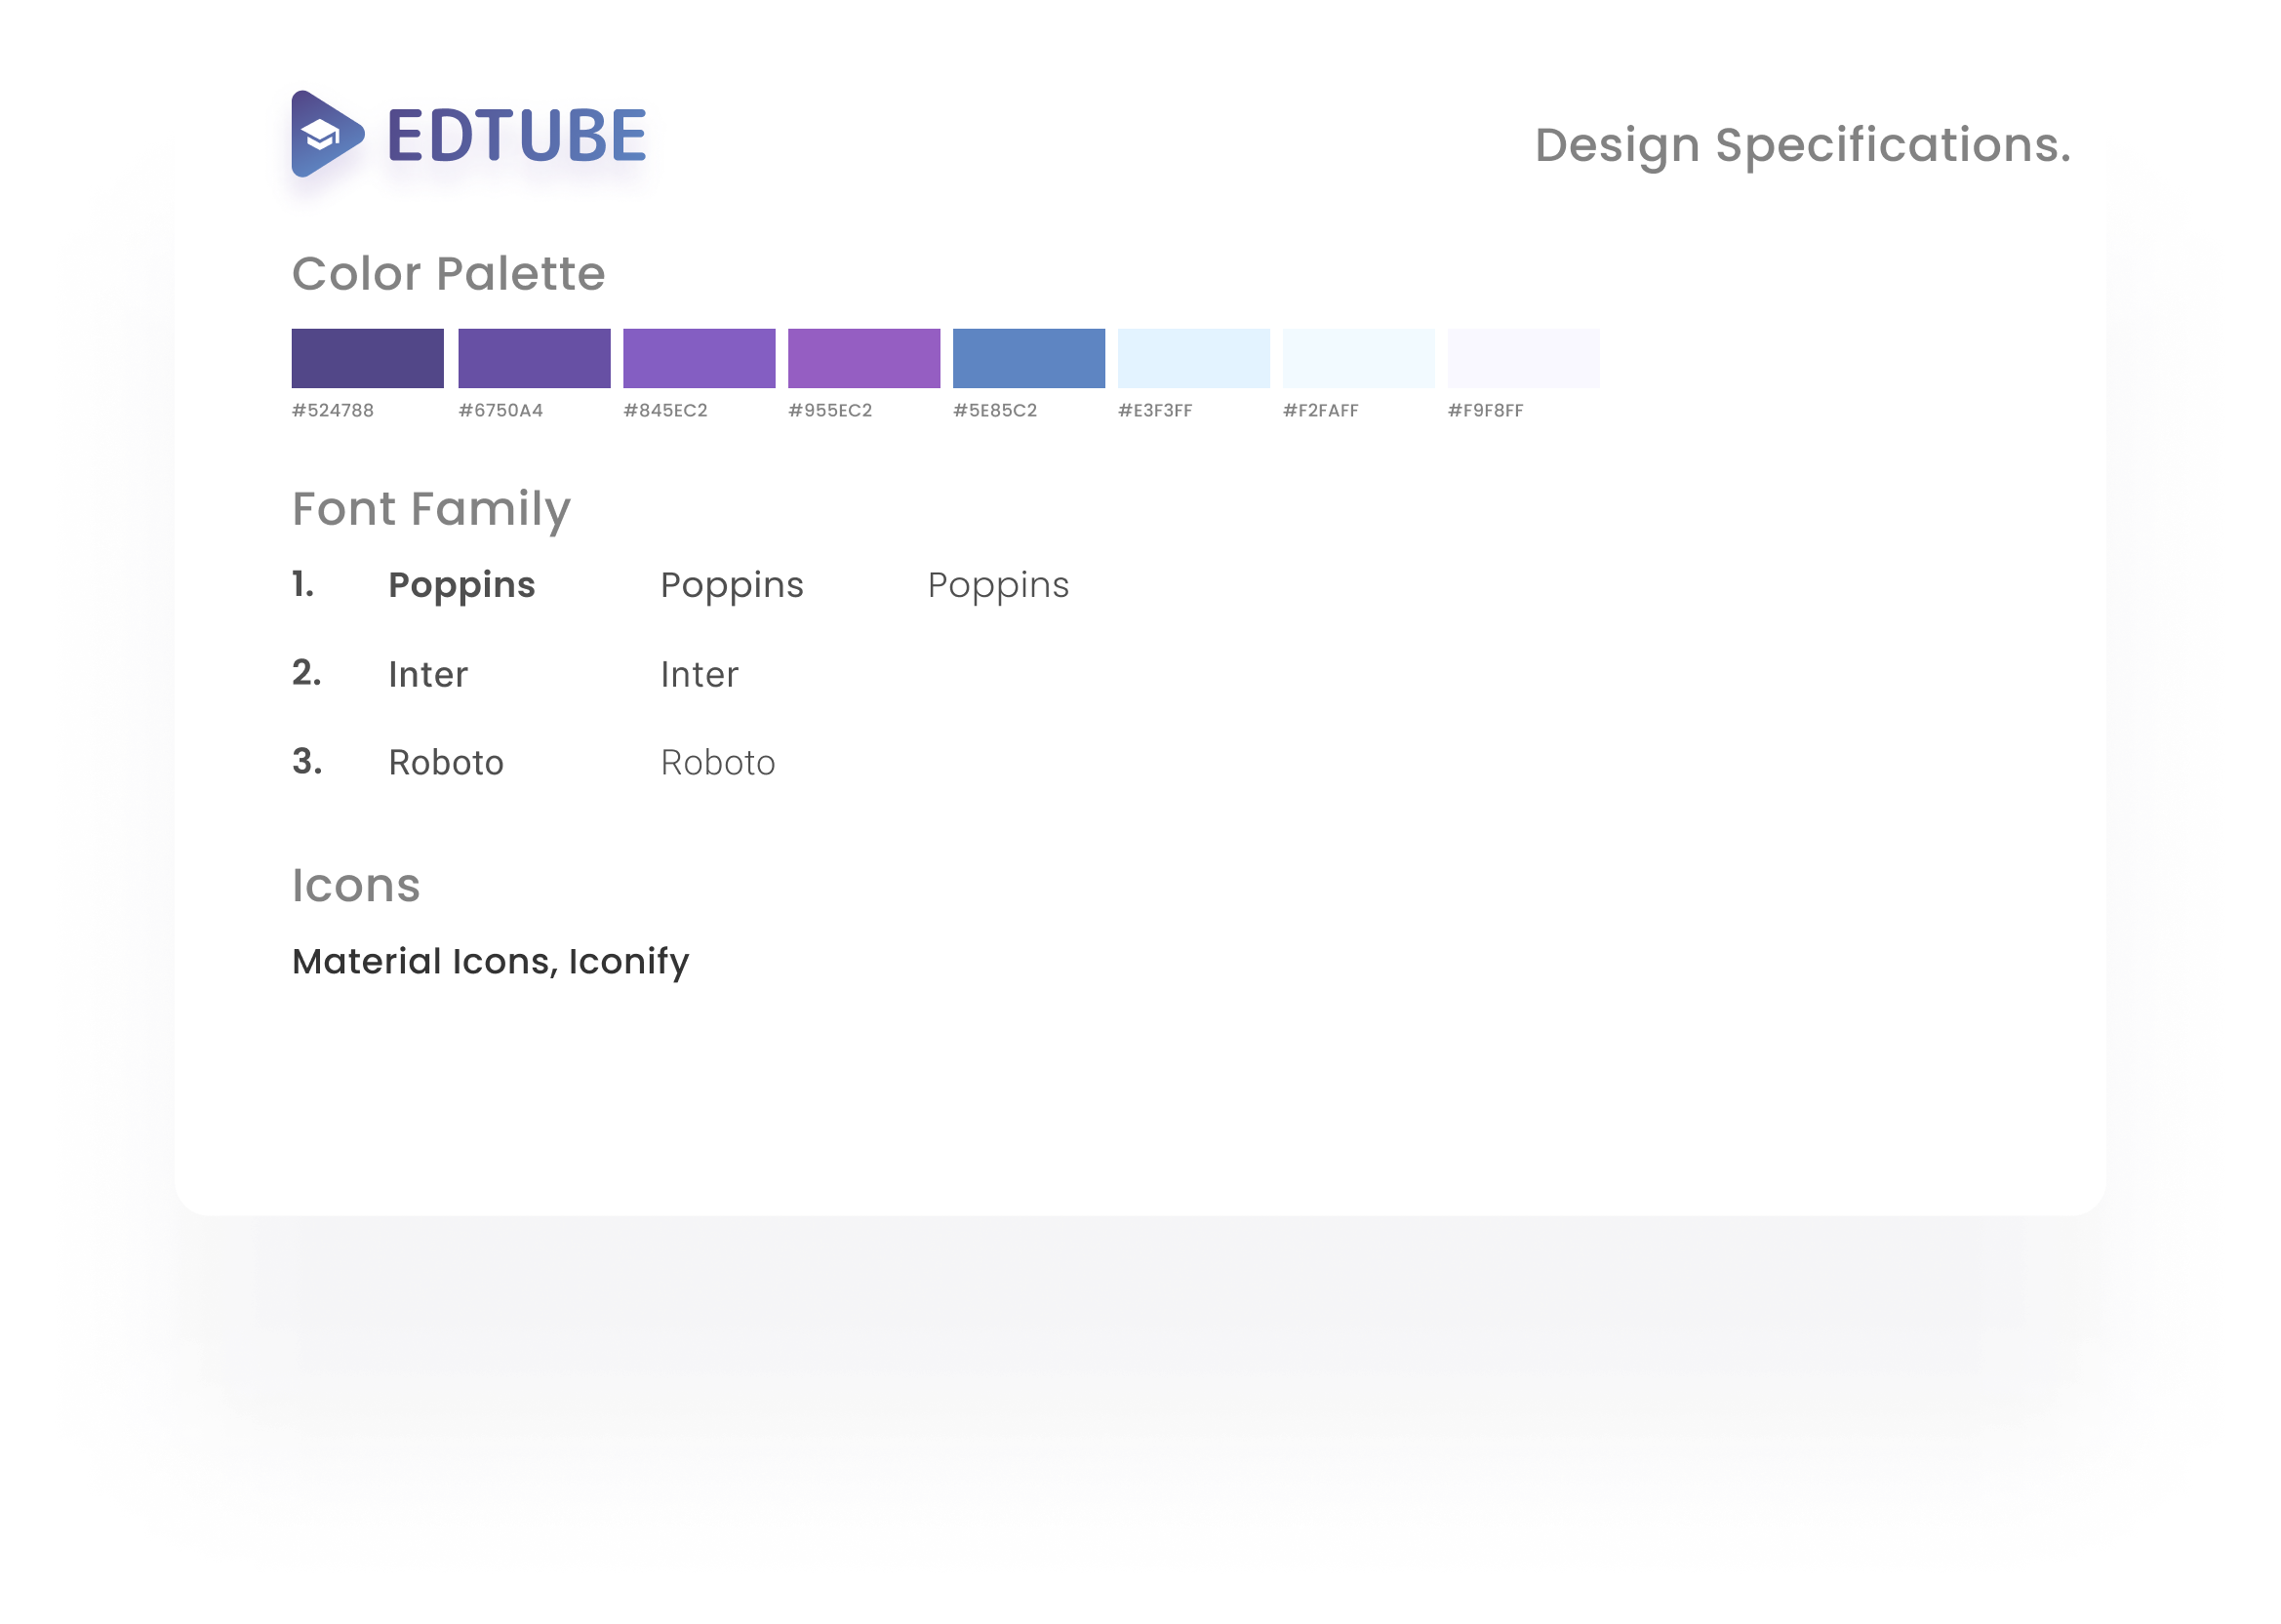 EDTUBE
Design Specifications.
Color Palette
#524788 #6750A4 #845EC2 #955EC2 #5E85C2 #E3F3FF #F2FAFF #F9F8FF
Font Family
1. Poppins Poppins Poppins
2. Inter Inter
3. Roboto Roboto
Icons
Material Icons, Iconify